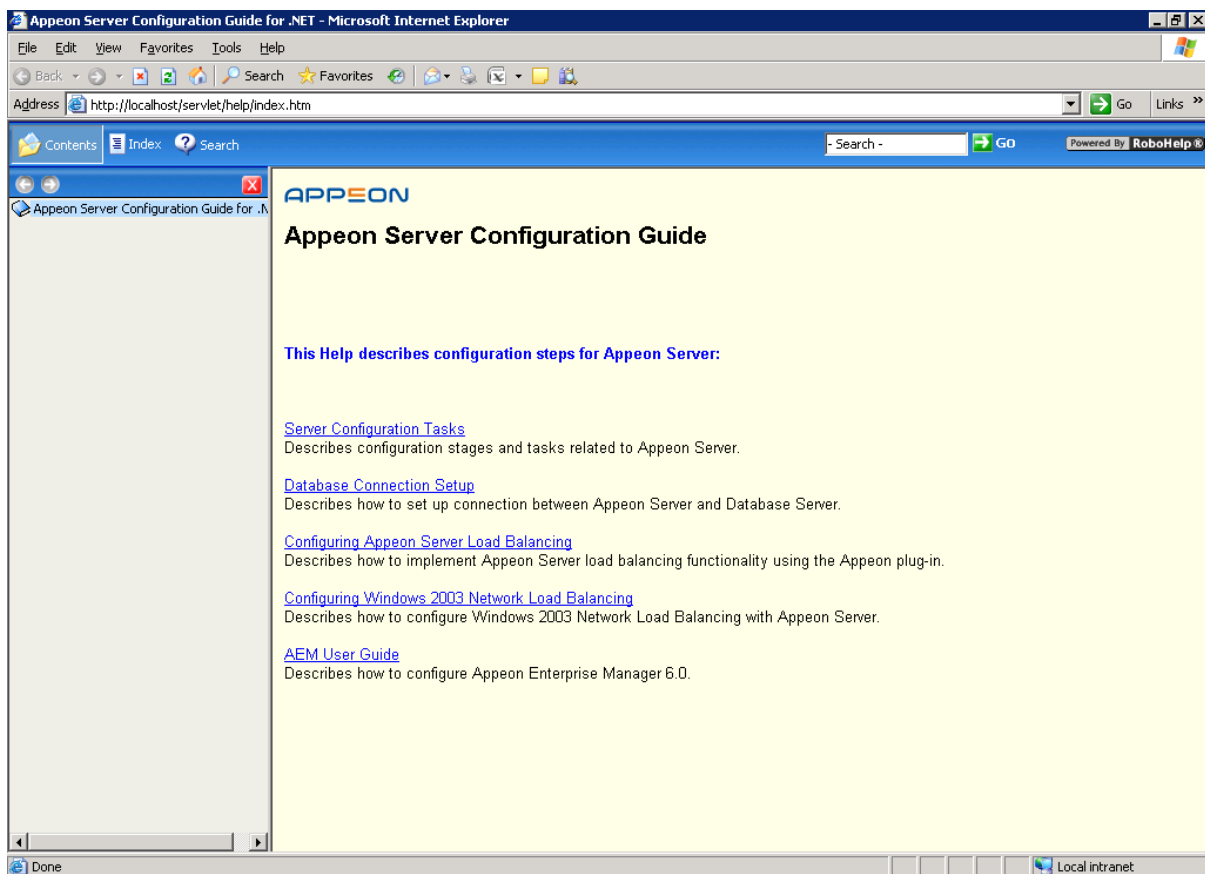 Appeon Server Configuration Guide for .NET - Microsoft Internet Explorer
File Edit View Favorites Tools Help
Back Search Favorites
Address http://localhost/servlet/help/index.htm Go Links »
Contents Index Search - Search - GO Powered By RoboHelp®
Appeon Server Configuration Guide for .N
APPEON
Appeon Server Configuration Guide
This Help describes configuration steps for Appeon Server:
Server Configuration Tasks
Describes configuration stages and tasks related to Appeon Server.
Database Connection Setup
Describes how to set up connection between Appeon Server and Database Server.
Configuring Appeon Server Load Balancing
Describes how to implement Appeon Server load balancing functionality using the Appeon plug-in.
Configuring Windows 2003 Network Load Balancing
Describes how to configure Windows 2003 Network Load Balancing with Appeon Server.
AEM User Guide
Describes how to configure Appeon Enterprise Manager 6.0.
Done Local intranet